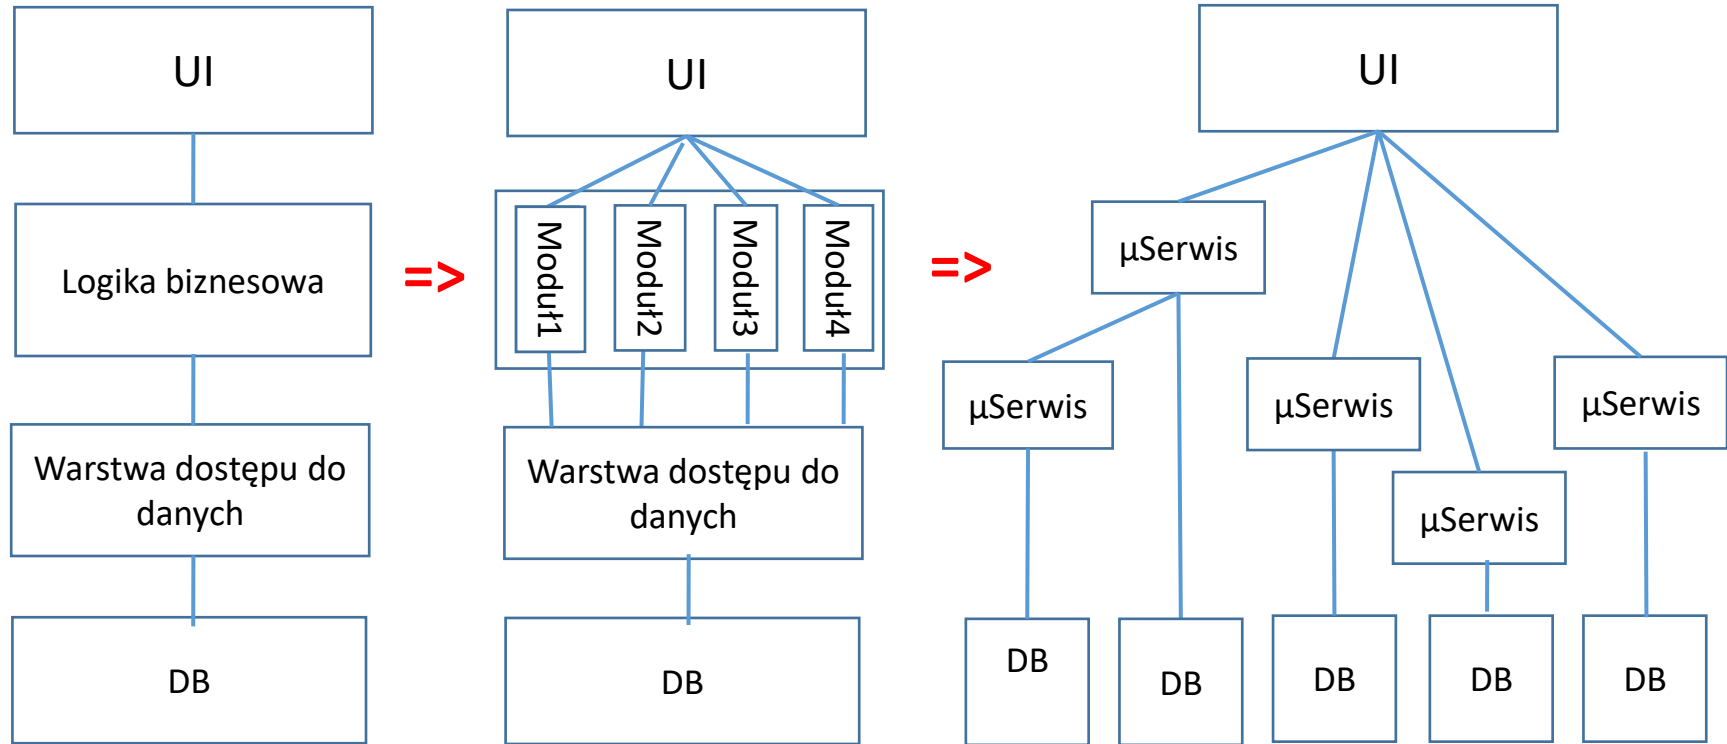 UI
Logika biznesowa
Warstwa dostępu do
danych
DB
=>
UI
Moduł1
Moduł2
Moduł3
Moduł4
Warstwa dostępu do
danych
DB
=>
UI
μSerwis
μSerwis
μSerwis
μSerwis
μSerwis
DB
DB
DB
DB
DB